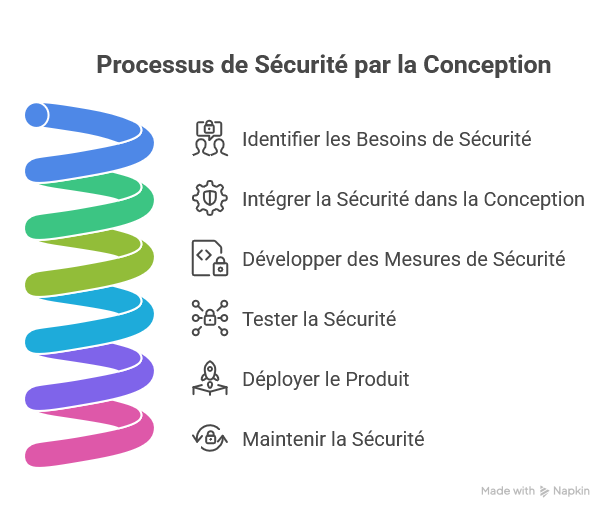 Processus de Sécurité par la Conception
Identifier les Besoins de Sécurité
Intégrer la Sécurité dans la Conception
Développer des Mesures de Sécurité
Tester la Sécurité
Déployer le Produit
Maintenir la Sécurité
Made with Napkin